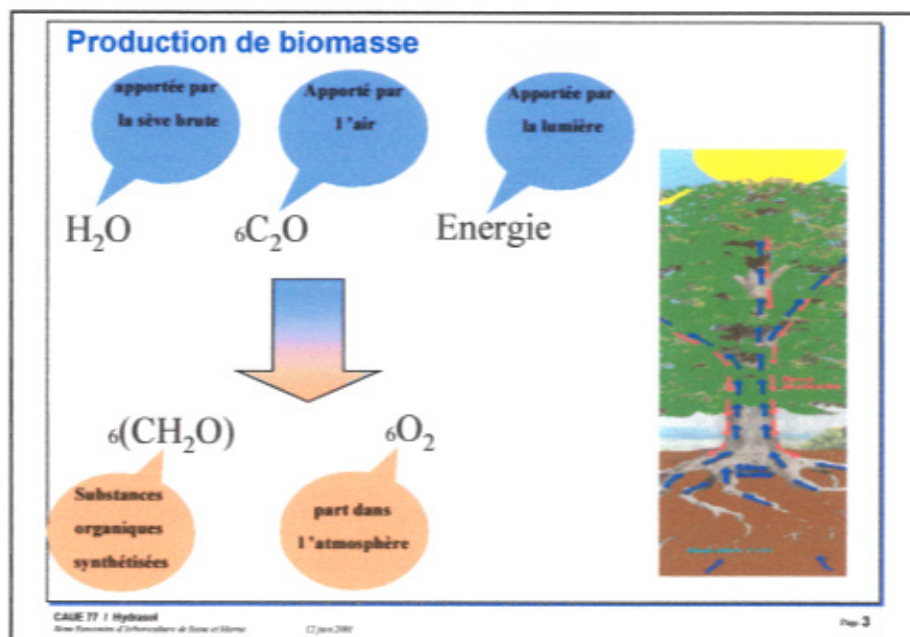 Production de biomasse
apportée par
la sève brute
Apporté par
l 'air
Apportée par
la lumière
H₂O
₆C₂O
Energie
₆(CH₂O)
₆O₂
Substances
organiques
synthétisées
part dans
l 'atmosphère
CAUE 77 / Hydrasol
Page 3